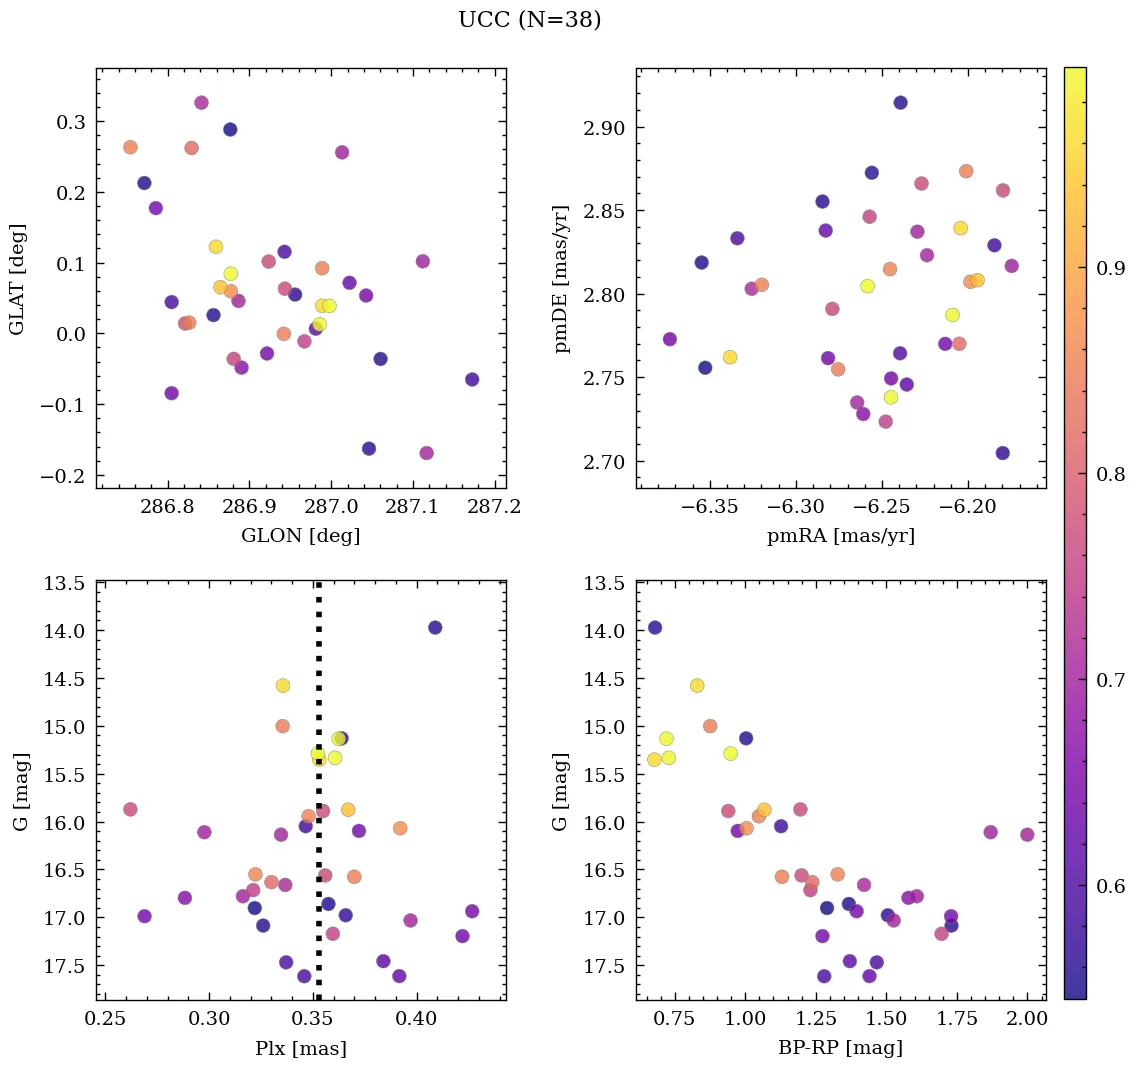 UCC (N=38)
0.3
0.2
0.1
0.0
−0.1
−0.2
GLAT [deg]
286.8 286.9 287.0 287.1 287.2
GLON [deg]
2.90
2.85
2.80
2.75
2.70
pmDE [mas/yr]
−6.35 −6.30 −6.25 −6.20
pmRA [mas/yr]
0.9
0.8
0.7
0.6
13.5
14.0
14.5
15.0
15.5
16.0
16.5
17.0
17.5
G [mag]
0.25 0.30 0.35 0.40
Plx [mas]
13.5
14.0
14.5
15.0
15.5
16.0
16.5
17.0
17.5
G [mag]
0.75 1.00 1.25 1.50 1.75 2.00
BP-RP [mag]